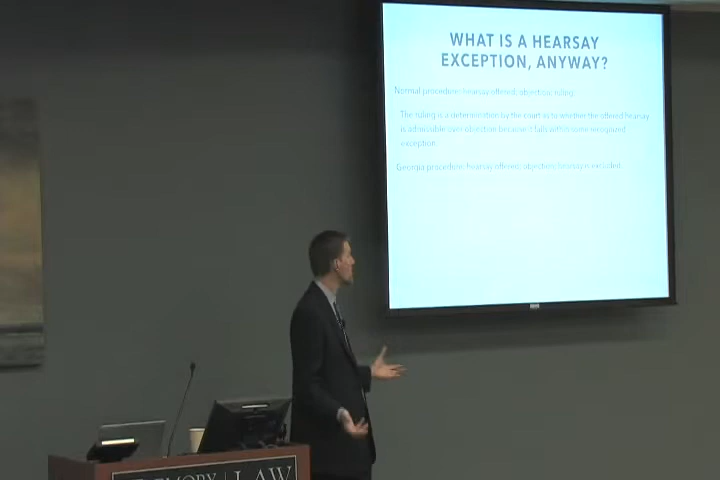 WHAT IS A HEARSAY
EXCEPTION, ANYWAY?
Normal procedure: hearsay offered; objection; ruling.
The ruling is a determination by the court as to whether the offered hearsay
is admissible over objection because it falls within some recognized
exception.
Georgia procedure: hearsay offered; objection; hearsay is excluded.
EMORY | LAW